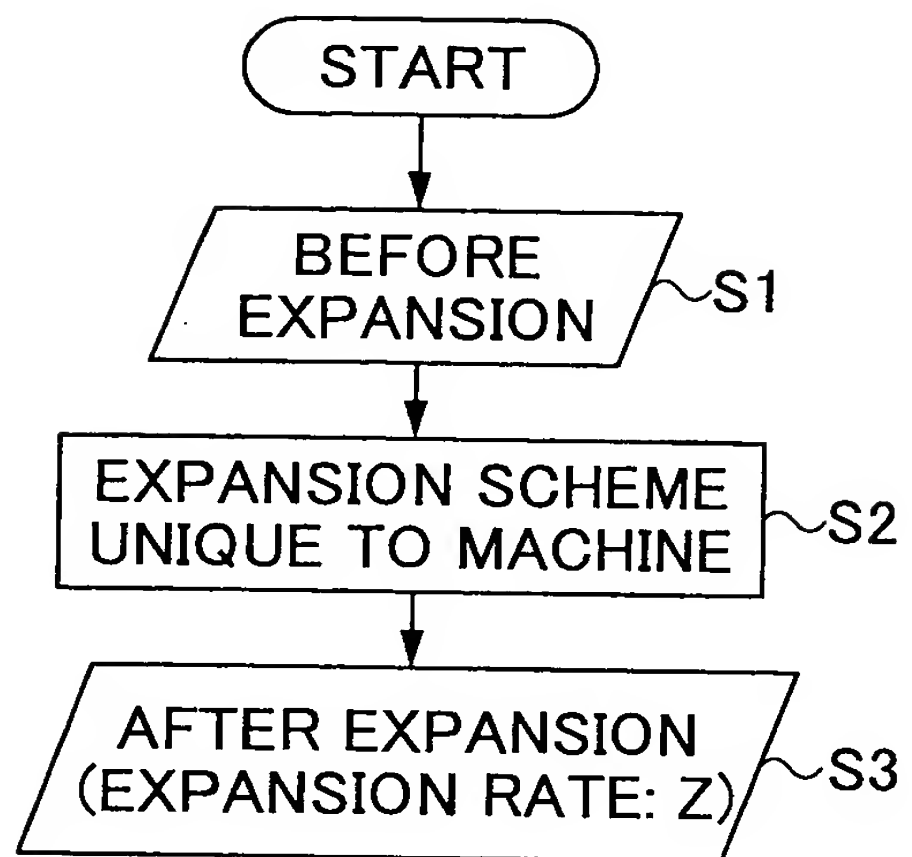 START
BEFORE
EXPANSION
S1
EXPANSION SCHEME
UNIQUE TO MACHINE
S2
AFTER EXPANSION
(EXPANSION RATE: Z)
S3